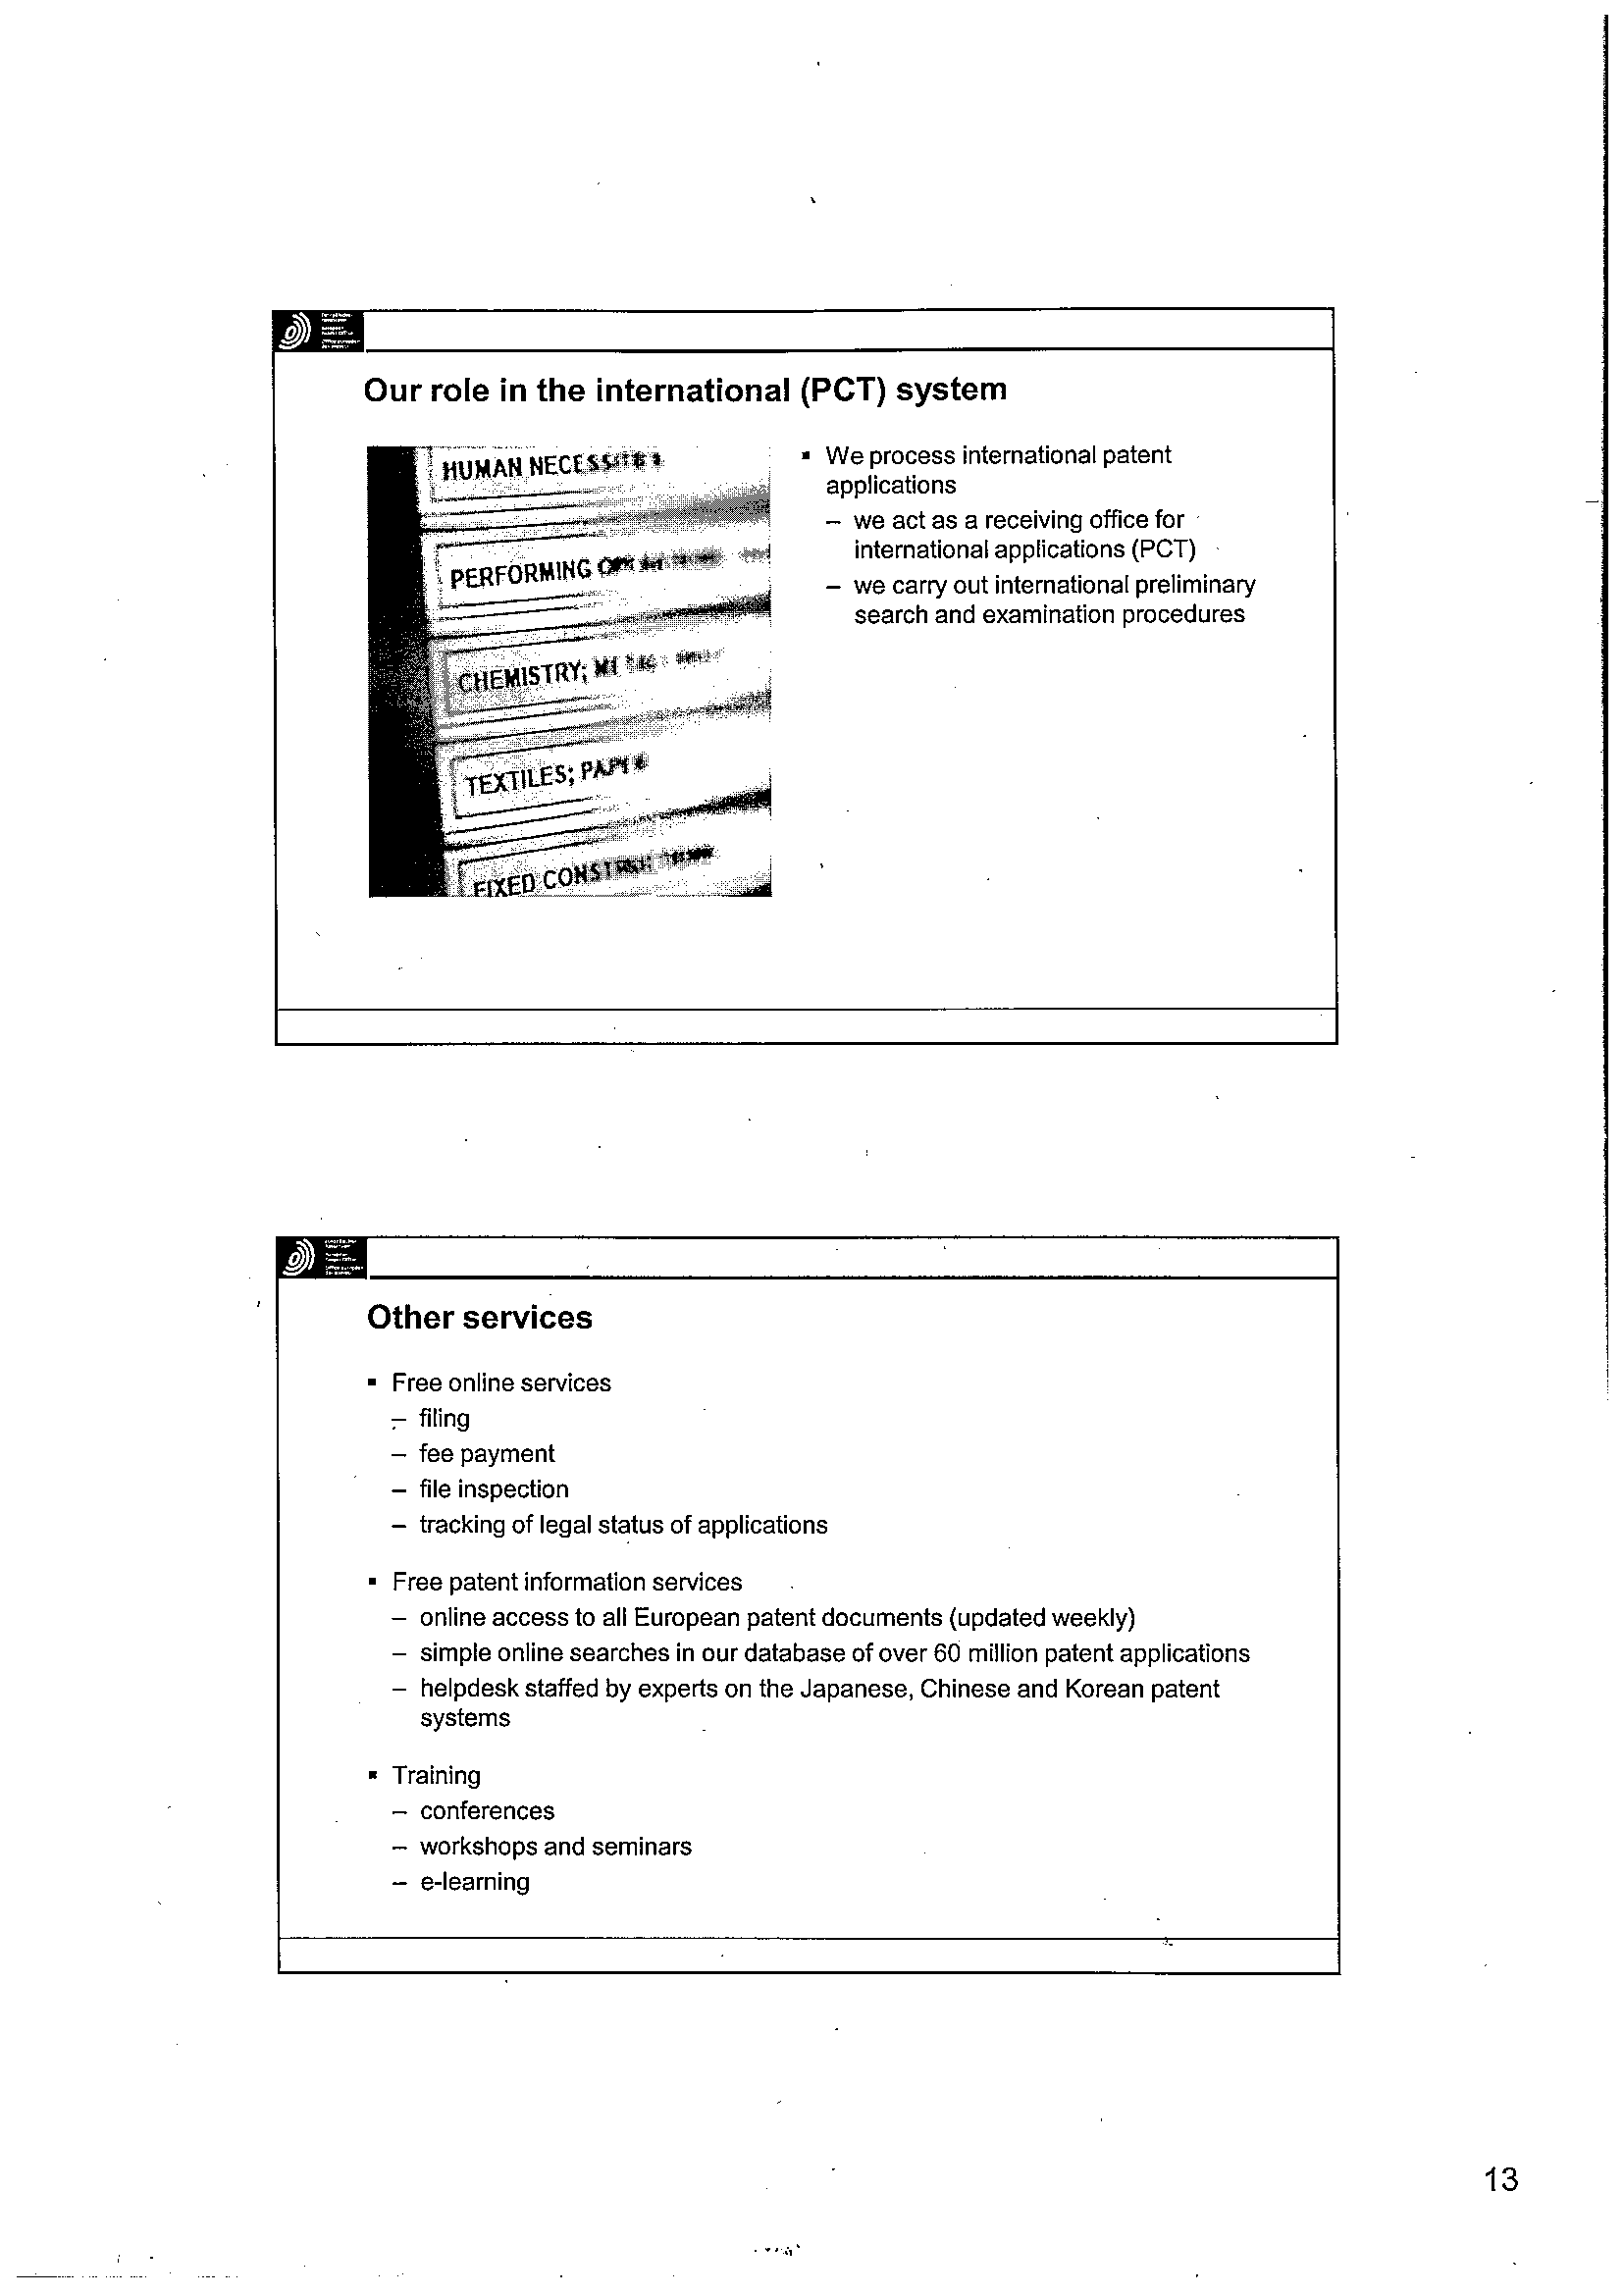 Our role in the international (PCT) system
HUMAN NECESSITIES
PERFORMING
CHEMISTRY;
TEXTILES; PAPER
FIXED
▪ We process international patent
applications
– we act as a receiving office for
international applications (PCT)
– we carry out international preliminary
search and examination procedures
Other services
▪ Free online services
– filing
– fee payment
– file inspection
– tracking of legal status of applications
▪ Free patent information services
– online access to all European patent documents (updated weekly)
– simple online searches in our database of over 60 million patent applications
– helpdesk staffed by experts on the Japanese, Chinese and Korean patent
systems
▪ Training
– conferences
– workshops and seminars
– e-learning
13